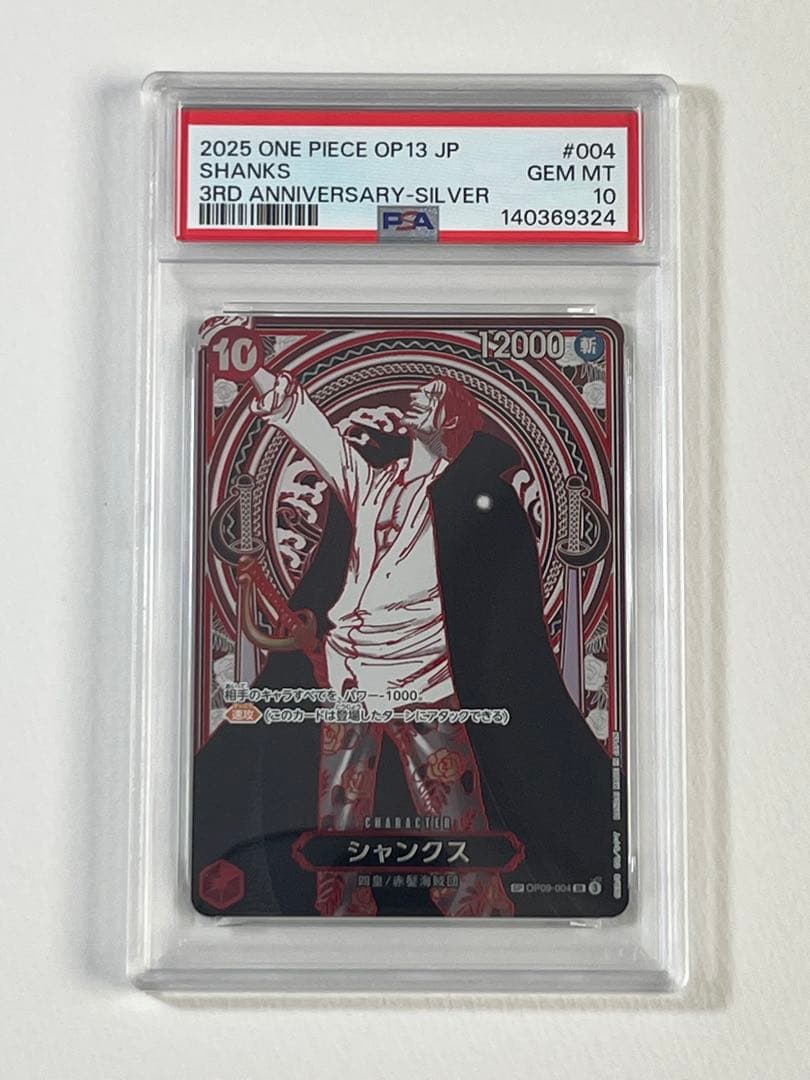 2025 ONE PIECE OP13 JP #004
SHANKS GEM MT
3RD ANNIVERSARY-SILVER 10
PSA 140369324
10 12000 斬
相手のキャラすべてを、パワー-1000。
速攻 (このカードは登場したターンにアタックできる)
CHARACTER
シャンクス
四皇/赤髪海賊団
SP OP09-004 SR 3